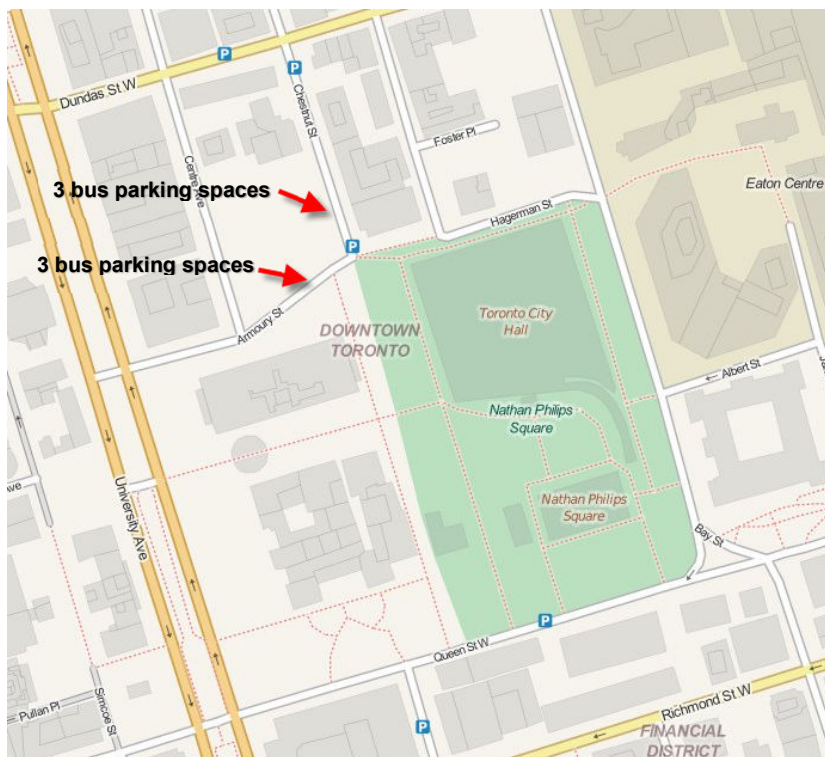 P
P
Dundas St W
Chestnut St
Foster Pl
Centre Ave
Eaton Centre
3 bus parking spaces
Hagerman St
P
3 bus parking spaces
Armoury St
DOWNTOWN
TORONTO
Toronto City
Hall
Albert St
Nathan Philips
Square
University Ave
Nathan Philips
Square
Bay St
P
Queen St W
Simcoe St
Pullan Pl
Richmond St W
P
FINANCIAL
DISTRICT